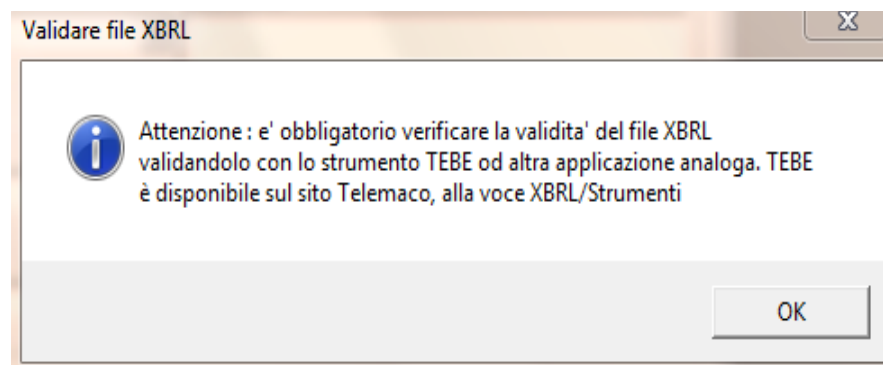 Validare file XBRL
Attenzione : e' obbligatorio verificare la validita' del file XBRL
validandolo con lo strumento TEBE od altra applicazione analoga. TEBE
è disponibile sul sito Telemaco, alla voce XBRL/Strumenti
OK